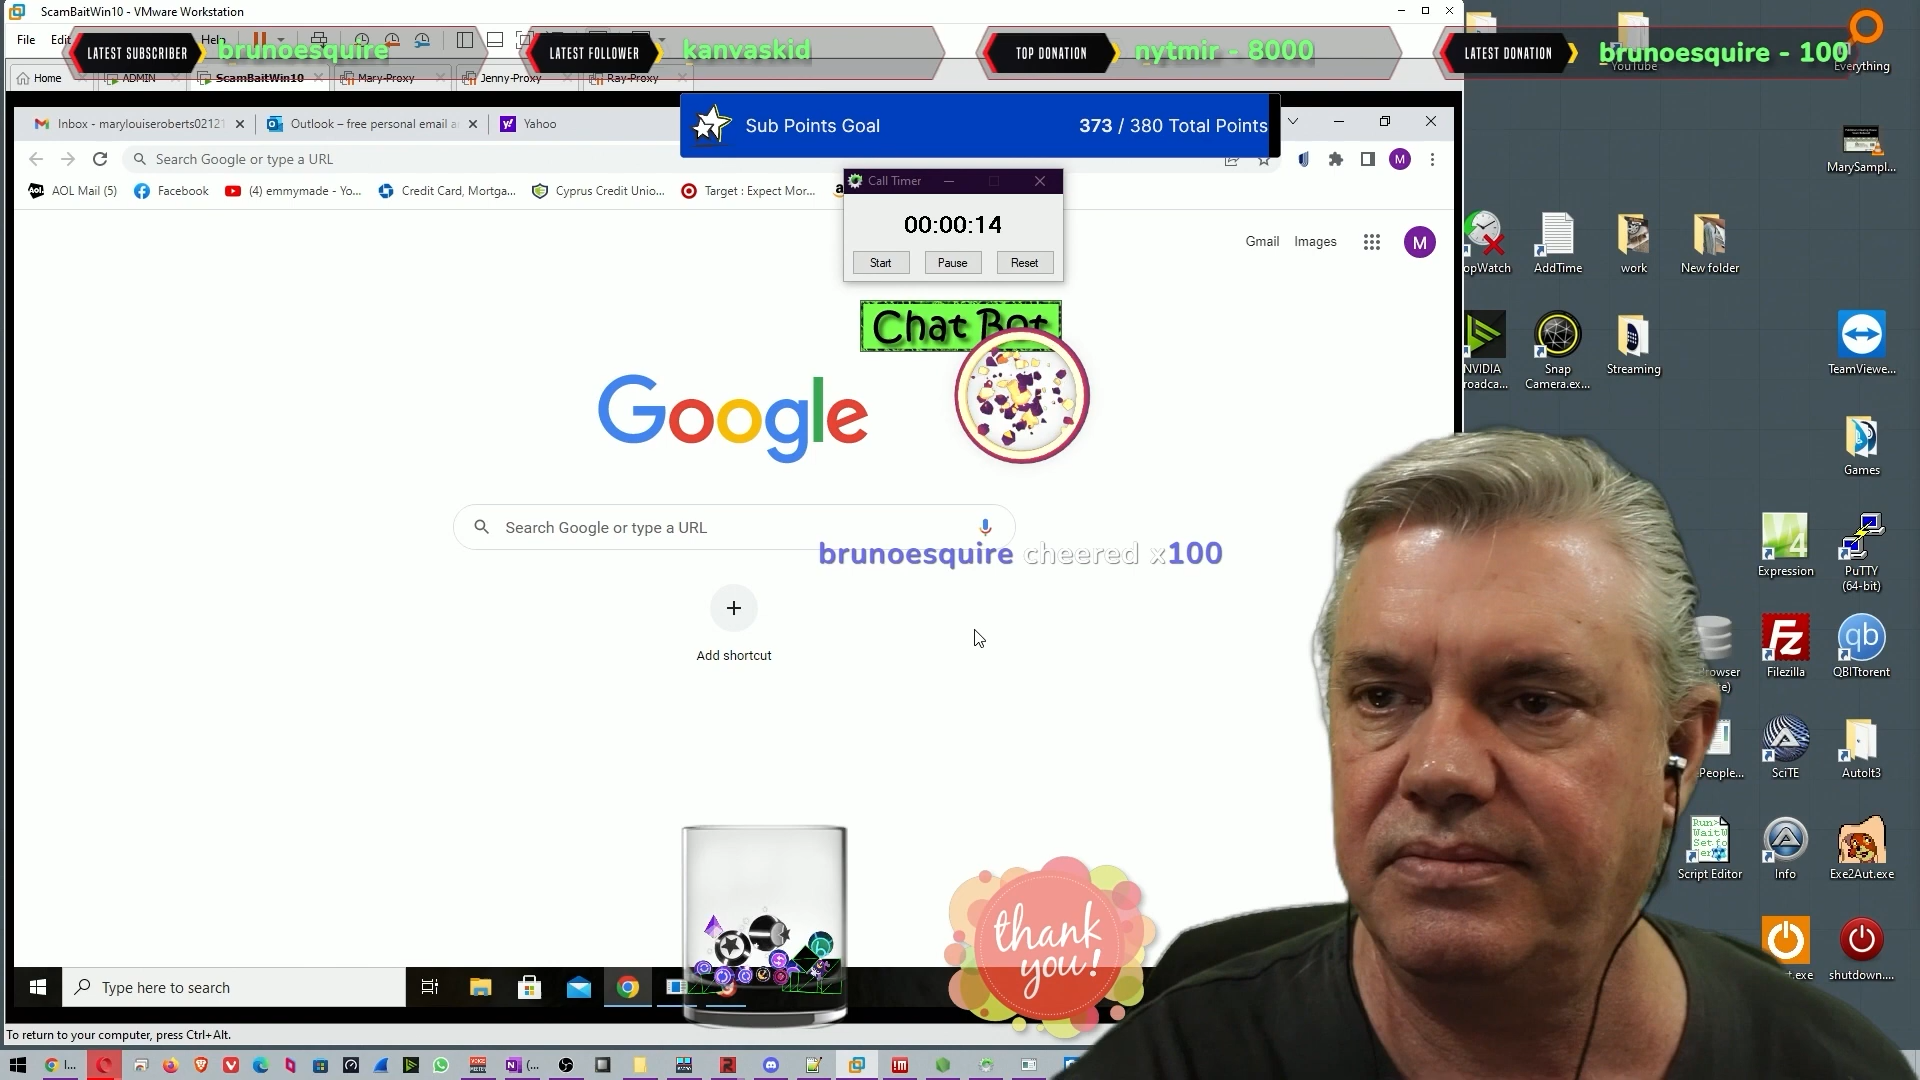 ScamBaitWin10 - VMware Workstation
File Edit Help
LATEST SUBSCRIBER brunoesquire
LATEST FOLLOWER kanvaskid
TOP DONATION nytmir - 8000
LATEST DONATION brunoesquire - 100
YouTube
Everything
Home ADMIN ScamBaitWin10 Mary-Proxy Jenny-Proxy Ray-Proxy
Inbox - marylouiseroberts02121 Outlook – free personal email Yahoo
Sub Points Goal 373 / 380 Total Points
Search Google or type a URL
M
AOL Mail (5) Facebook (4) emmymade - Yo... Credit Card, Mortga... Cyprus Credit Unio... Target : Expect Mor...
Call Timer
00:00:14
Start Pause Reset
Gmail Images M
Chat Bot
Google
Search Google or type a URL
brunoesquire cheered x100
Add shortcut
thank
you!
Type here to search
To return to your computer, press Ctrl+Alt.
MarySampl...
opWatch AddTime work New folder
NVIDIA
roadca...
Snap
Camera.ex...
Streaming
TeamViewe...
Games
Expression
PuTTY
(64-bit)
rowser
Filezilla
QBITtorent
People...
SciTE
AutoIt3
Script Editor
Info
Exe2Aut.exe
t.exe
shutdown....